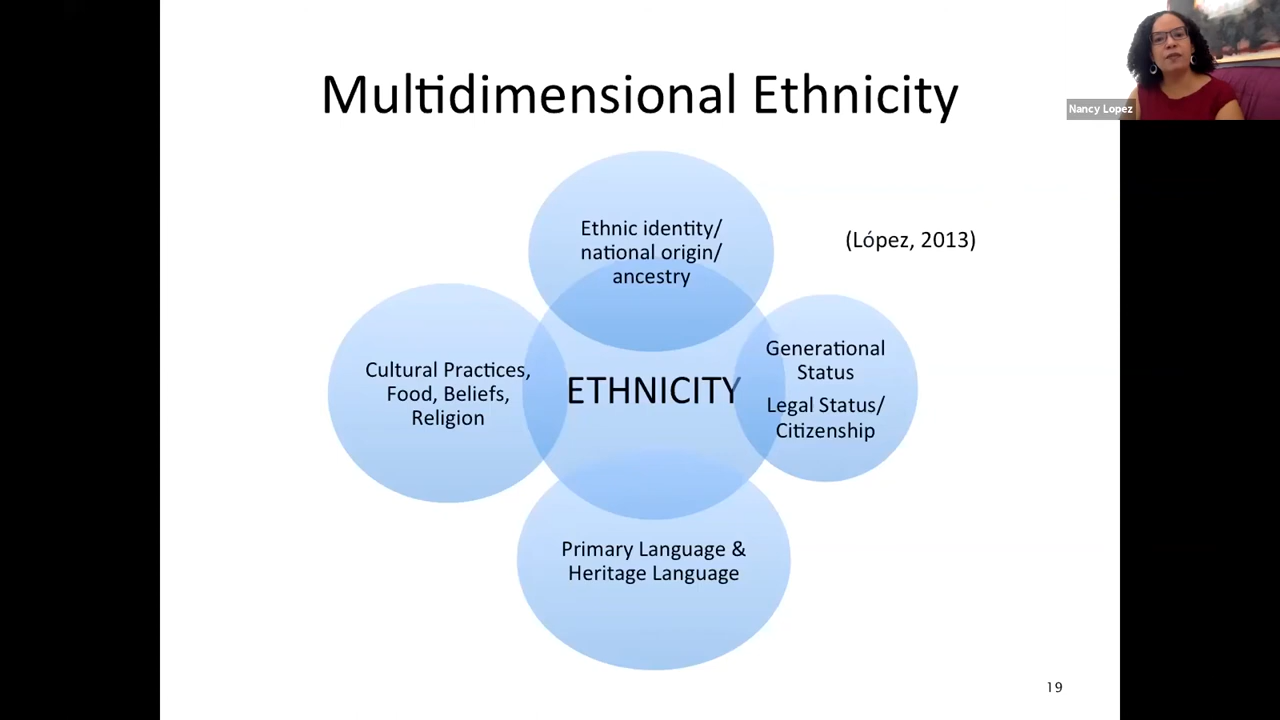 Multidimensional Ethnicity
Nancy Lopez
Ethnic identity/
national origin/
ancestry
(López, 2013)
Cultural Practices,
Food, Beliefs,
Religion
ETHNICITY
Generational
Status
Legal Status/
Citizenship
Primary Language &
Heritage Language
19